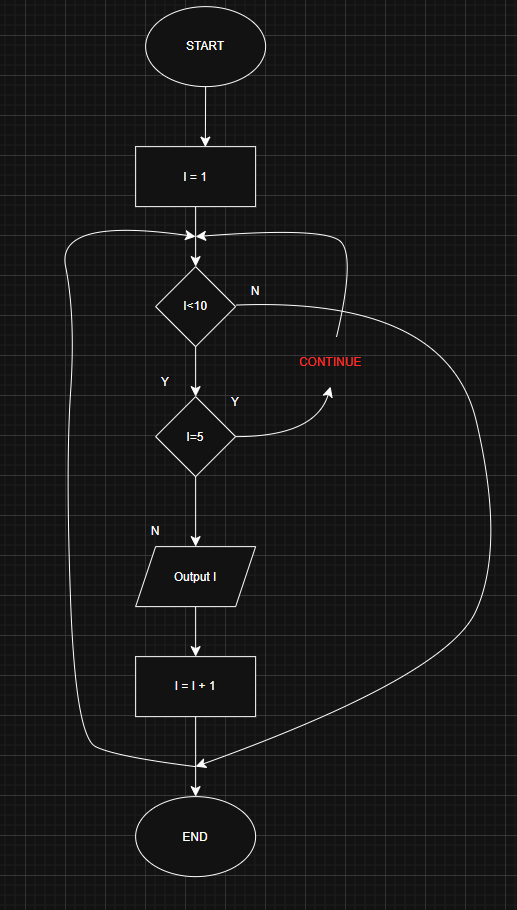 START
I = 1
I<10
N
CONTINUE
Y
Y
I=5
N
Output I
I = I + 1
END